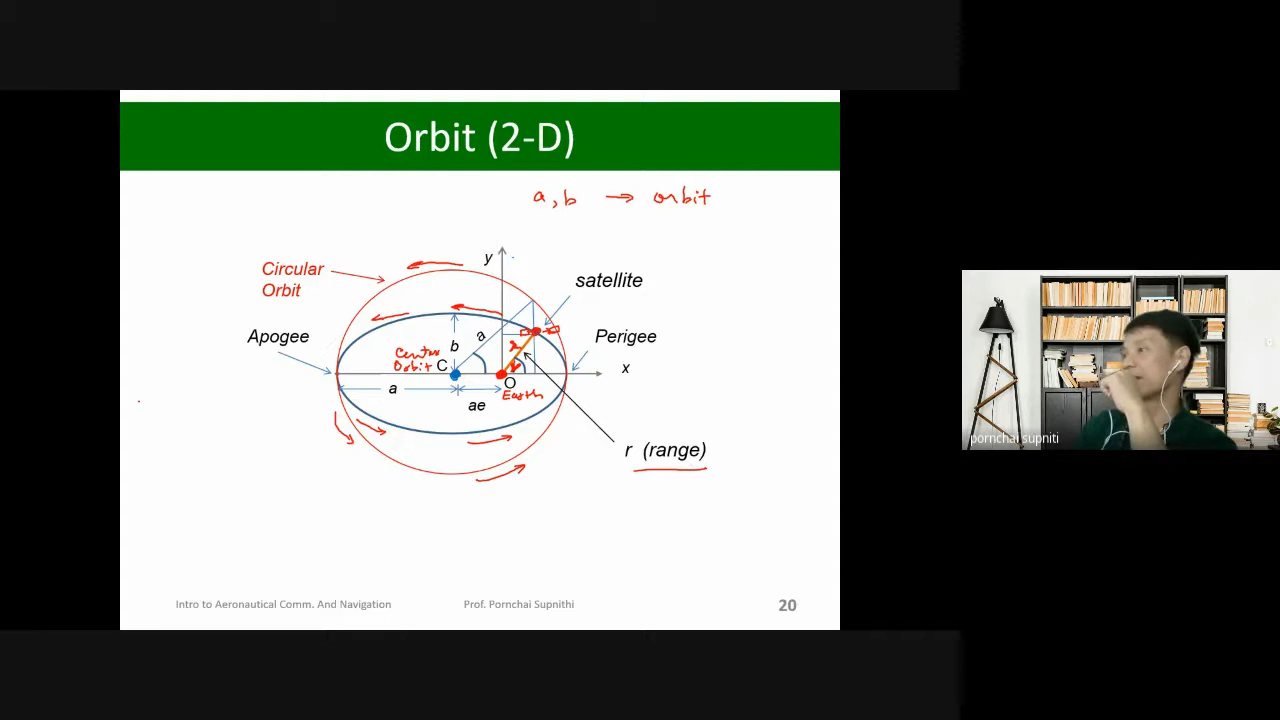 Orbit (2-D)
a, b → orbit
y
Circular
Orbit
satellite
Apogee
Perigee
a
b
r
Center
Orbit
C
x
O
Earth
a
ae
r (range)
pornchai supniti
Intro to Aeronautical Comm. And Navigation
Prof. Pornchai Supnithi
20